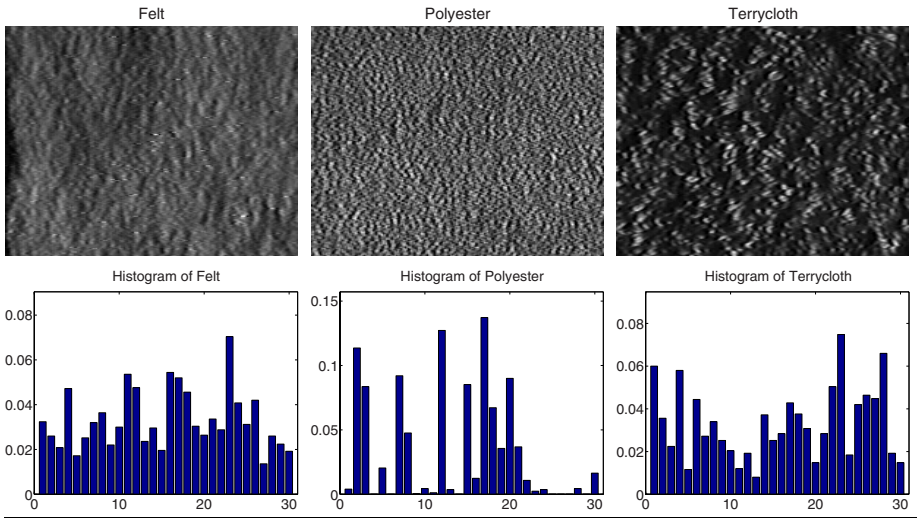 Felt Polyester Terrycloth
Histogram of Felt Histogram of Polyester Histogram of Terrycloth
0.08 0.15 0.08
0.06 0.1 0.06
0.04 0.05 0.04
0.02 0.02
0 0 0
0 10 20 30 0 10 20 30 0 10 20 30